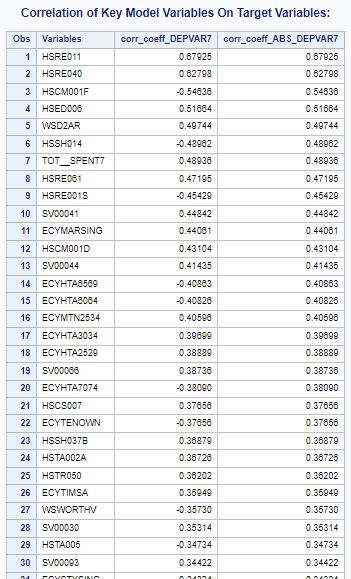 Correlation of Key Model Variables On Target Variables:
Obs Variables corr_coeff_DEPVAR7 corr_coeff_ABS_DEPVAR7
1 HSRE011 0.67925 0.67925
2 HSRE040 0.62798 0.62798
3 HSCM001F -0.54636 0.54636
4 HSED006 0.51664 0.51664
5 WSD2AR 0.49744 0.49744
6 HSSH014 -0.48962 0.48962
7 TOT__SPENT7 0.48936 0.48936
8 HSRE061 0.47195 0.47195
9 HSRE001S -0.45429 0.45429
10 SV00041 0.44842 0.44842
11 ECYMARSING 0.44061 0.44061
12 HSCM001D 0.43104 0.43104
13 SV00044 0.41435 0.41435
14 ECYHTA6569 -0.40863 0.40863
15 ECYHTA6064 -0.40826 0.40826
16 ECYMTN2534 0.40596 0.40596
17 ECYHTA3034 0.39699 0.39699
18 ECYHTA2529 0.38889 0.38889
19 SV00066 0.38736 0.38736
20 ECYHTA7074 -0.38090 0.38090
21 HSCS007 0.37656 0.37656
22 ECYTENOWN -0.37656 0.37656
23 HSSH037B 0.36879 0.36879
24 HSTA002A 0.36726 0.36726
25 HSTR050 0.36202 0.36202
26 ECYTIMSA 0.35949 0.35949
27 WSWORTHV -0.35730 0.35730
28 SV00030 0.35314 0.35314
29 HSTA005 -0.34734 0.34734
30 SV00093 0.34422 0.34422